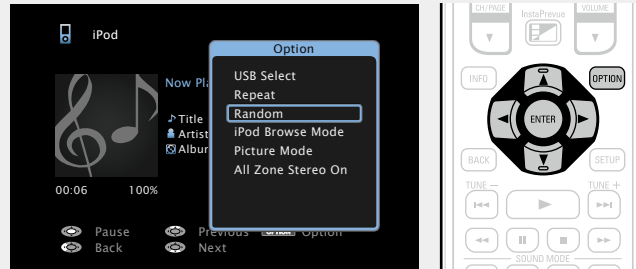 iPod
Option
USB Select
Repeat
Random
iPod Browse Mode
Picture Mode
All Zone Stereo On
Now Pla
Title
Artist
Albur
00:06 100%
Pause
Previous
Option
Back
Next
CH/PAGE
InstaPrevue
VOLUME
INFO
OPTION
ENTER
BACK
SETUP
TUNE –
TUNE +
SOUND MODE